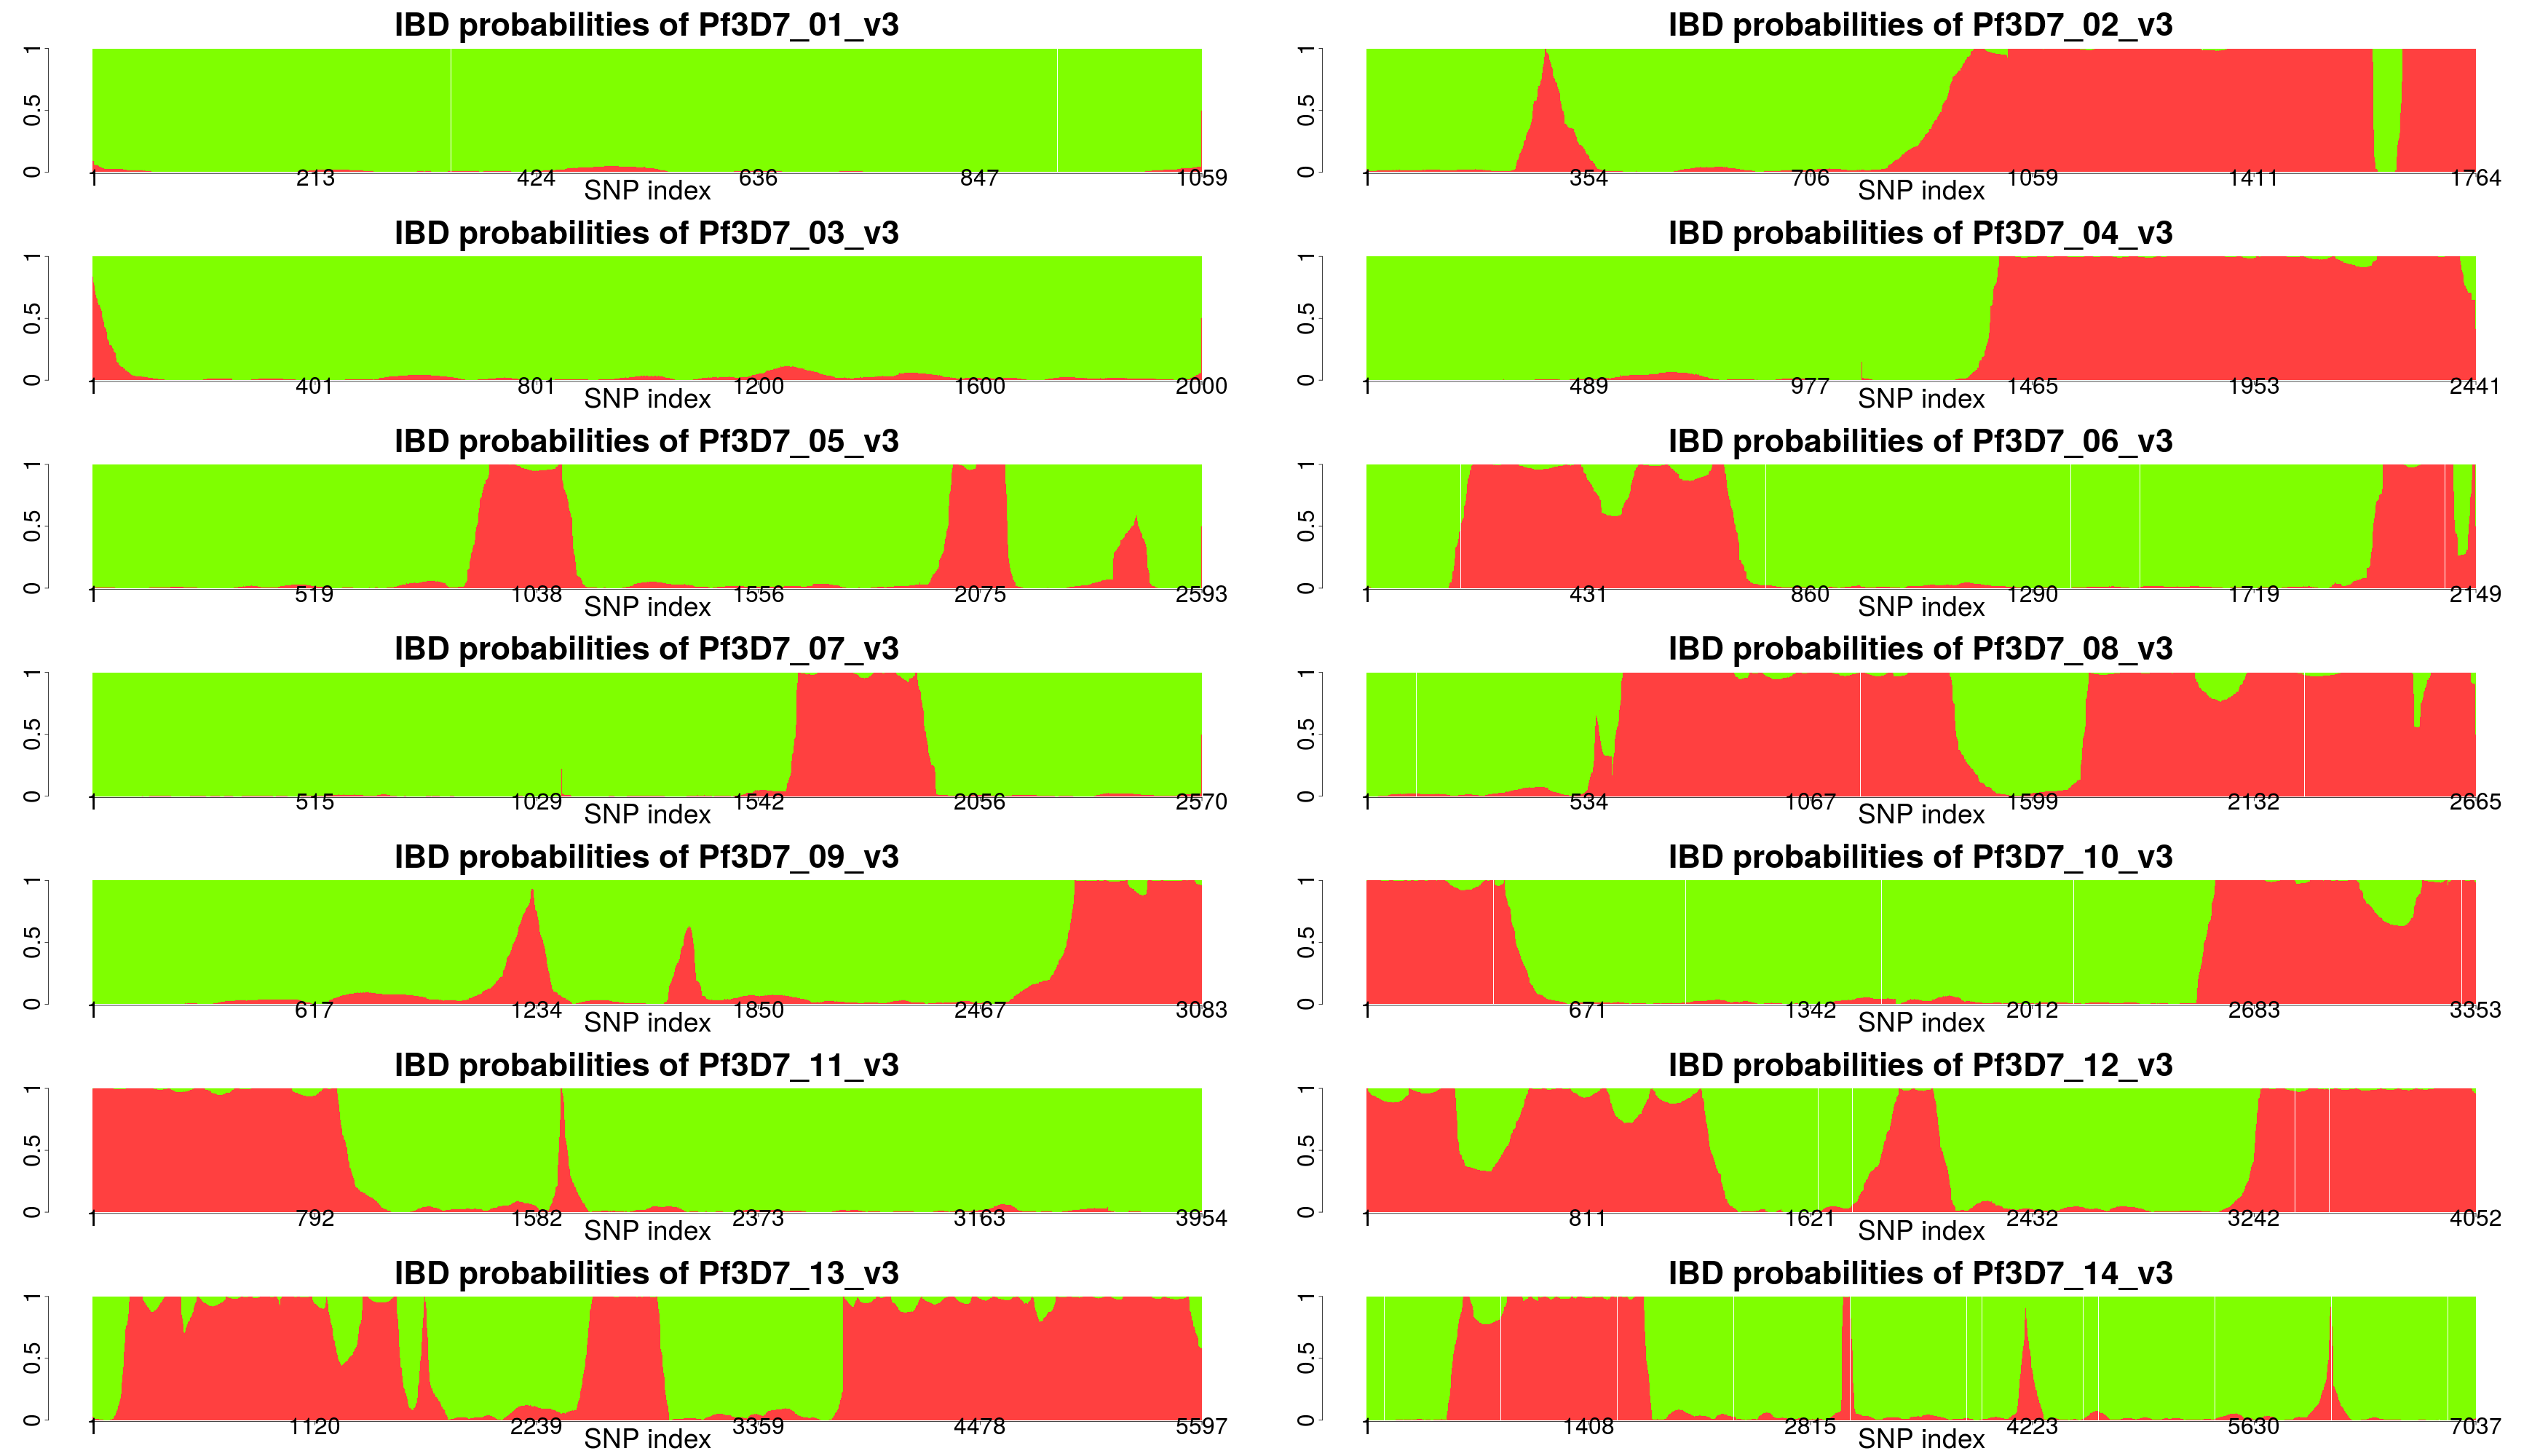 IBD probabilities of Pf3D7_01_v3
0 0.5 1
1 213 424 636 847 1059
SNP index
IBD probabilities of Pf3D7_02_v3
0 0.5 1
1 354 706 1059 1411 1764
SNP index
IBD probabilities of Pf3D7_03_v3
0 0.5 1
1 401 801 1200 1600 2000
SNP index
IBD probabilities of Pf3D7_04_v3
0 0.5 1
1 489 977 1465 1953 2441
SNP index
IBD probabilities of Pf3D7_05_v3
0 0.5 1
1 519 1038 1556 2075 2593
SNP index
IBD probabilities of Pf3D7_06_v3
0 0.5 1
1 431 860 1290 1719 2149
SNP index
IBD probabilities of Pf3D7_07_v3
0 0.5 1
1 515 1029 1542 2056 2570
SNP index
IBD probabilities of Pf3D7_08_v3
0 0.5 1
1 534 1067 1599 2132 2665
SNP index
IBD probabilities of Pf3D7_09_v3
0 0.5 1
1 617 1234 1850 2467 3083
SNP index
IBD probabilities of Pf3D7_10_v3
0 0.5 1
1 671 1342 2012 2683 3353
SNP index
IBD probabilities of Pf3D7_11_v3
0 0.5 1
1 792 1582 2373 3163 3954
SNP index
IBD probabilities of Pf3D7_12_v3
0 0.5 1
1 811 1621 2432 3242 4052
SNP index
IBD probabilities of Pf3D7_13_v3
0 0.5 1
1 1120 2239 3359 4478 5597
SNP index
IBD probabilities of Pf3D7_14_v3
0 0.5 1
1 1408 2815 4223 5630 7037
SNP index